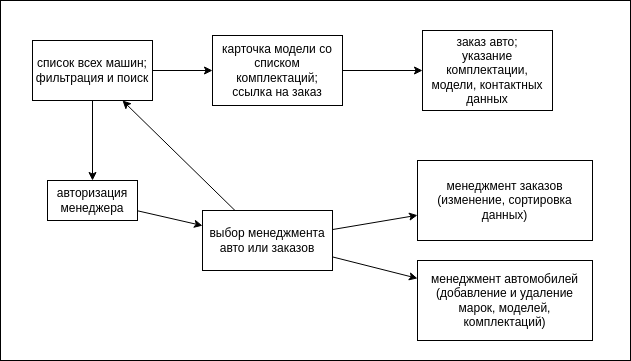 список всех машин;
фильтрация и поиск
карточка модели со
списком
комплектаций;
ссылка на заказ
заказ авто;
указание
комплектации,
модели, контактных
данных
авторизация
менеджера
выбор менеджмента
авто или заказов
менеджмент заказов
(изменение, сортировка
данных)
менеджмент автомобилей
(добавление и удаление
марок, моделей,
комплектаций)